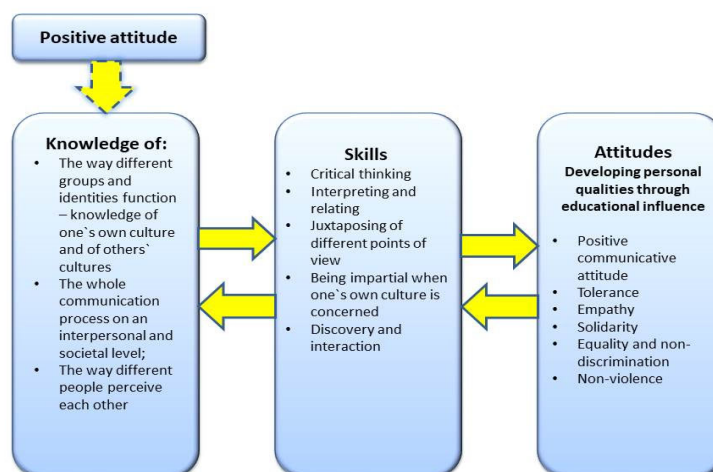 Positive attitude
Knowledge of:
• The way different
groups and
identities function
– knowledge of
one`s own culture
and of others`
cultures
• The whole
communication
process on an
interpersonal and
societal level;
• The way different
people perceive
each other
Skills
• Critical thinking
• Interpreting and
relating
• Juxtaposing of
different points of
view
• Being impartial when
one`s own culture is
concerned
• Discovery and
interaction
Attitudes
Developing personal
qualities through
educational influence
• Positive
communicative
attitude
• Tolerance
• Empathy
• Solidarity
• Equality and non-
discrimination
• Non-violence